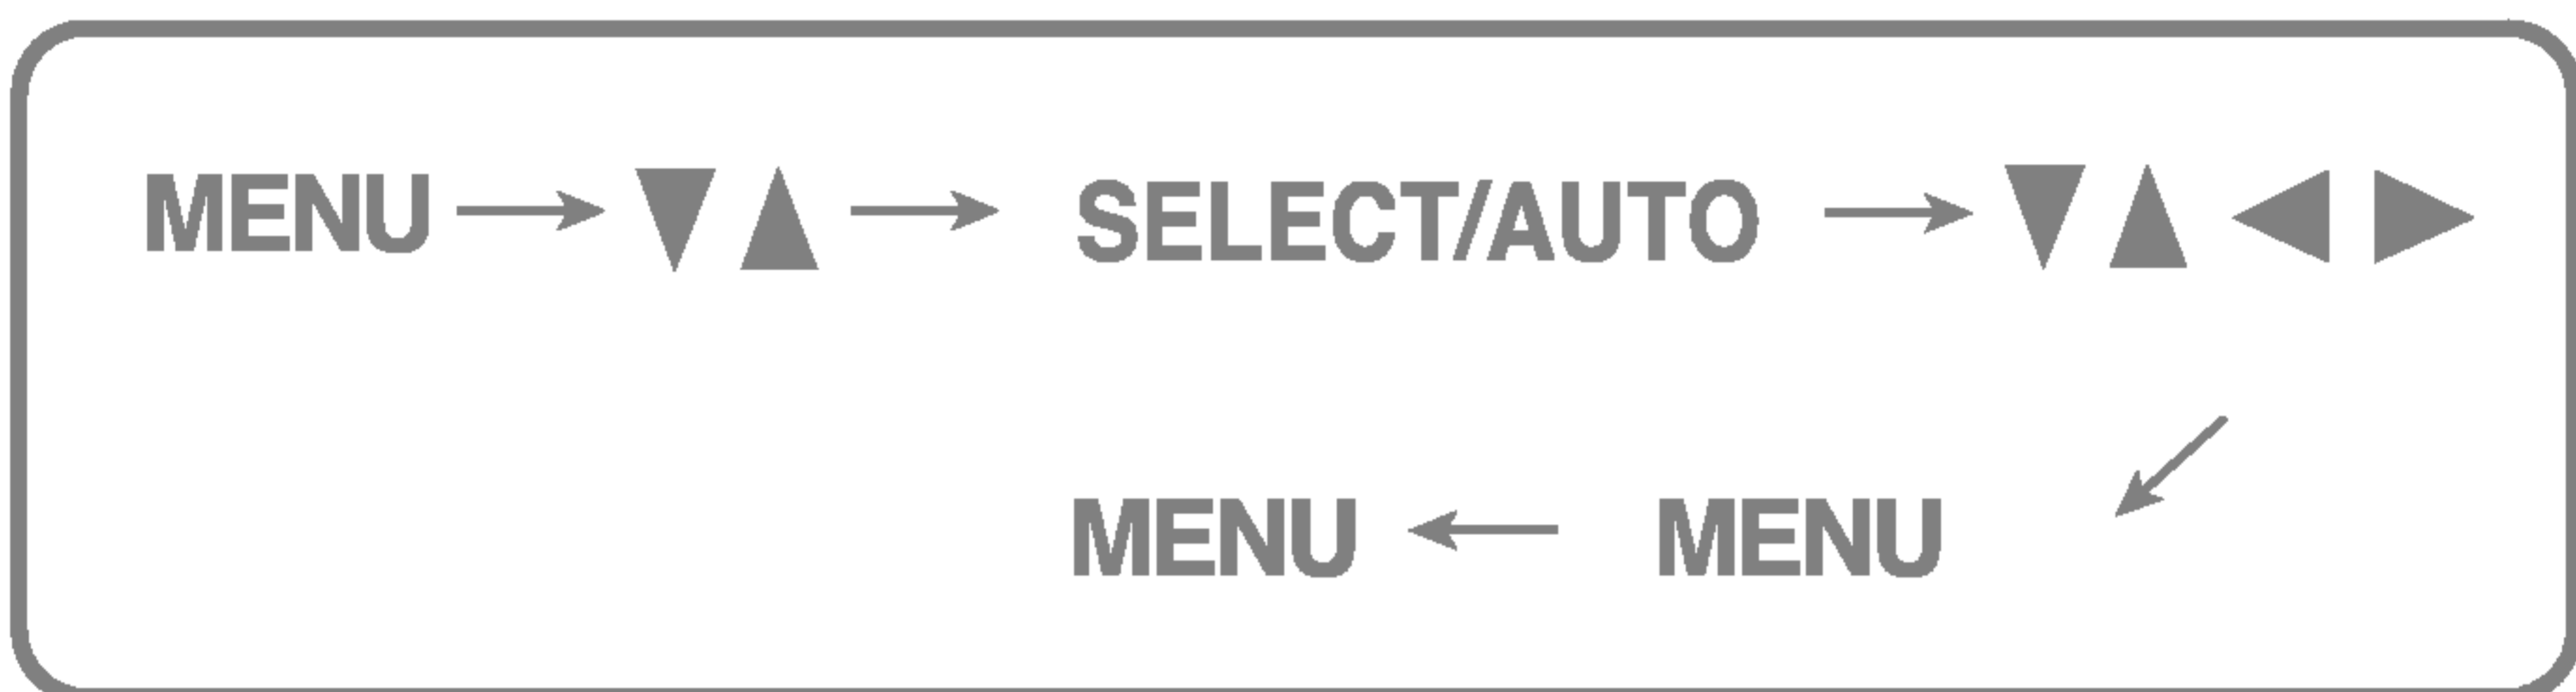 MENU → ▼ ▲ → SELECT/AUTO → ▼ ▲ ◀ ▶
MENU ← MENU ↙